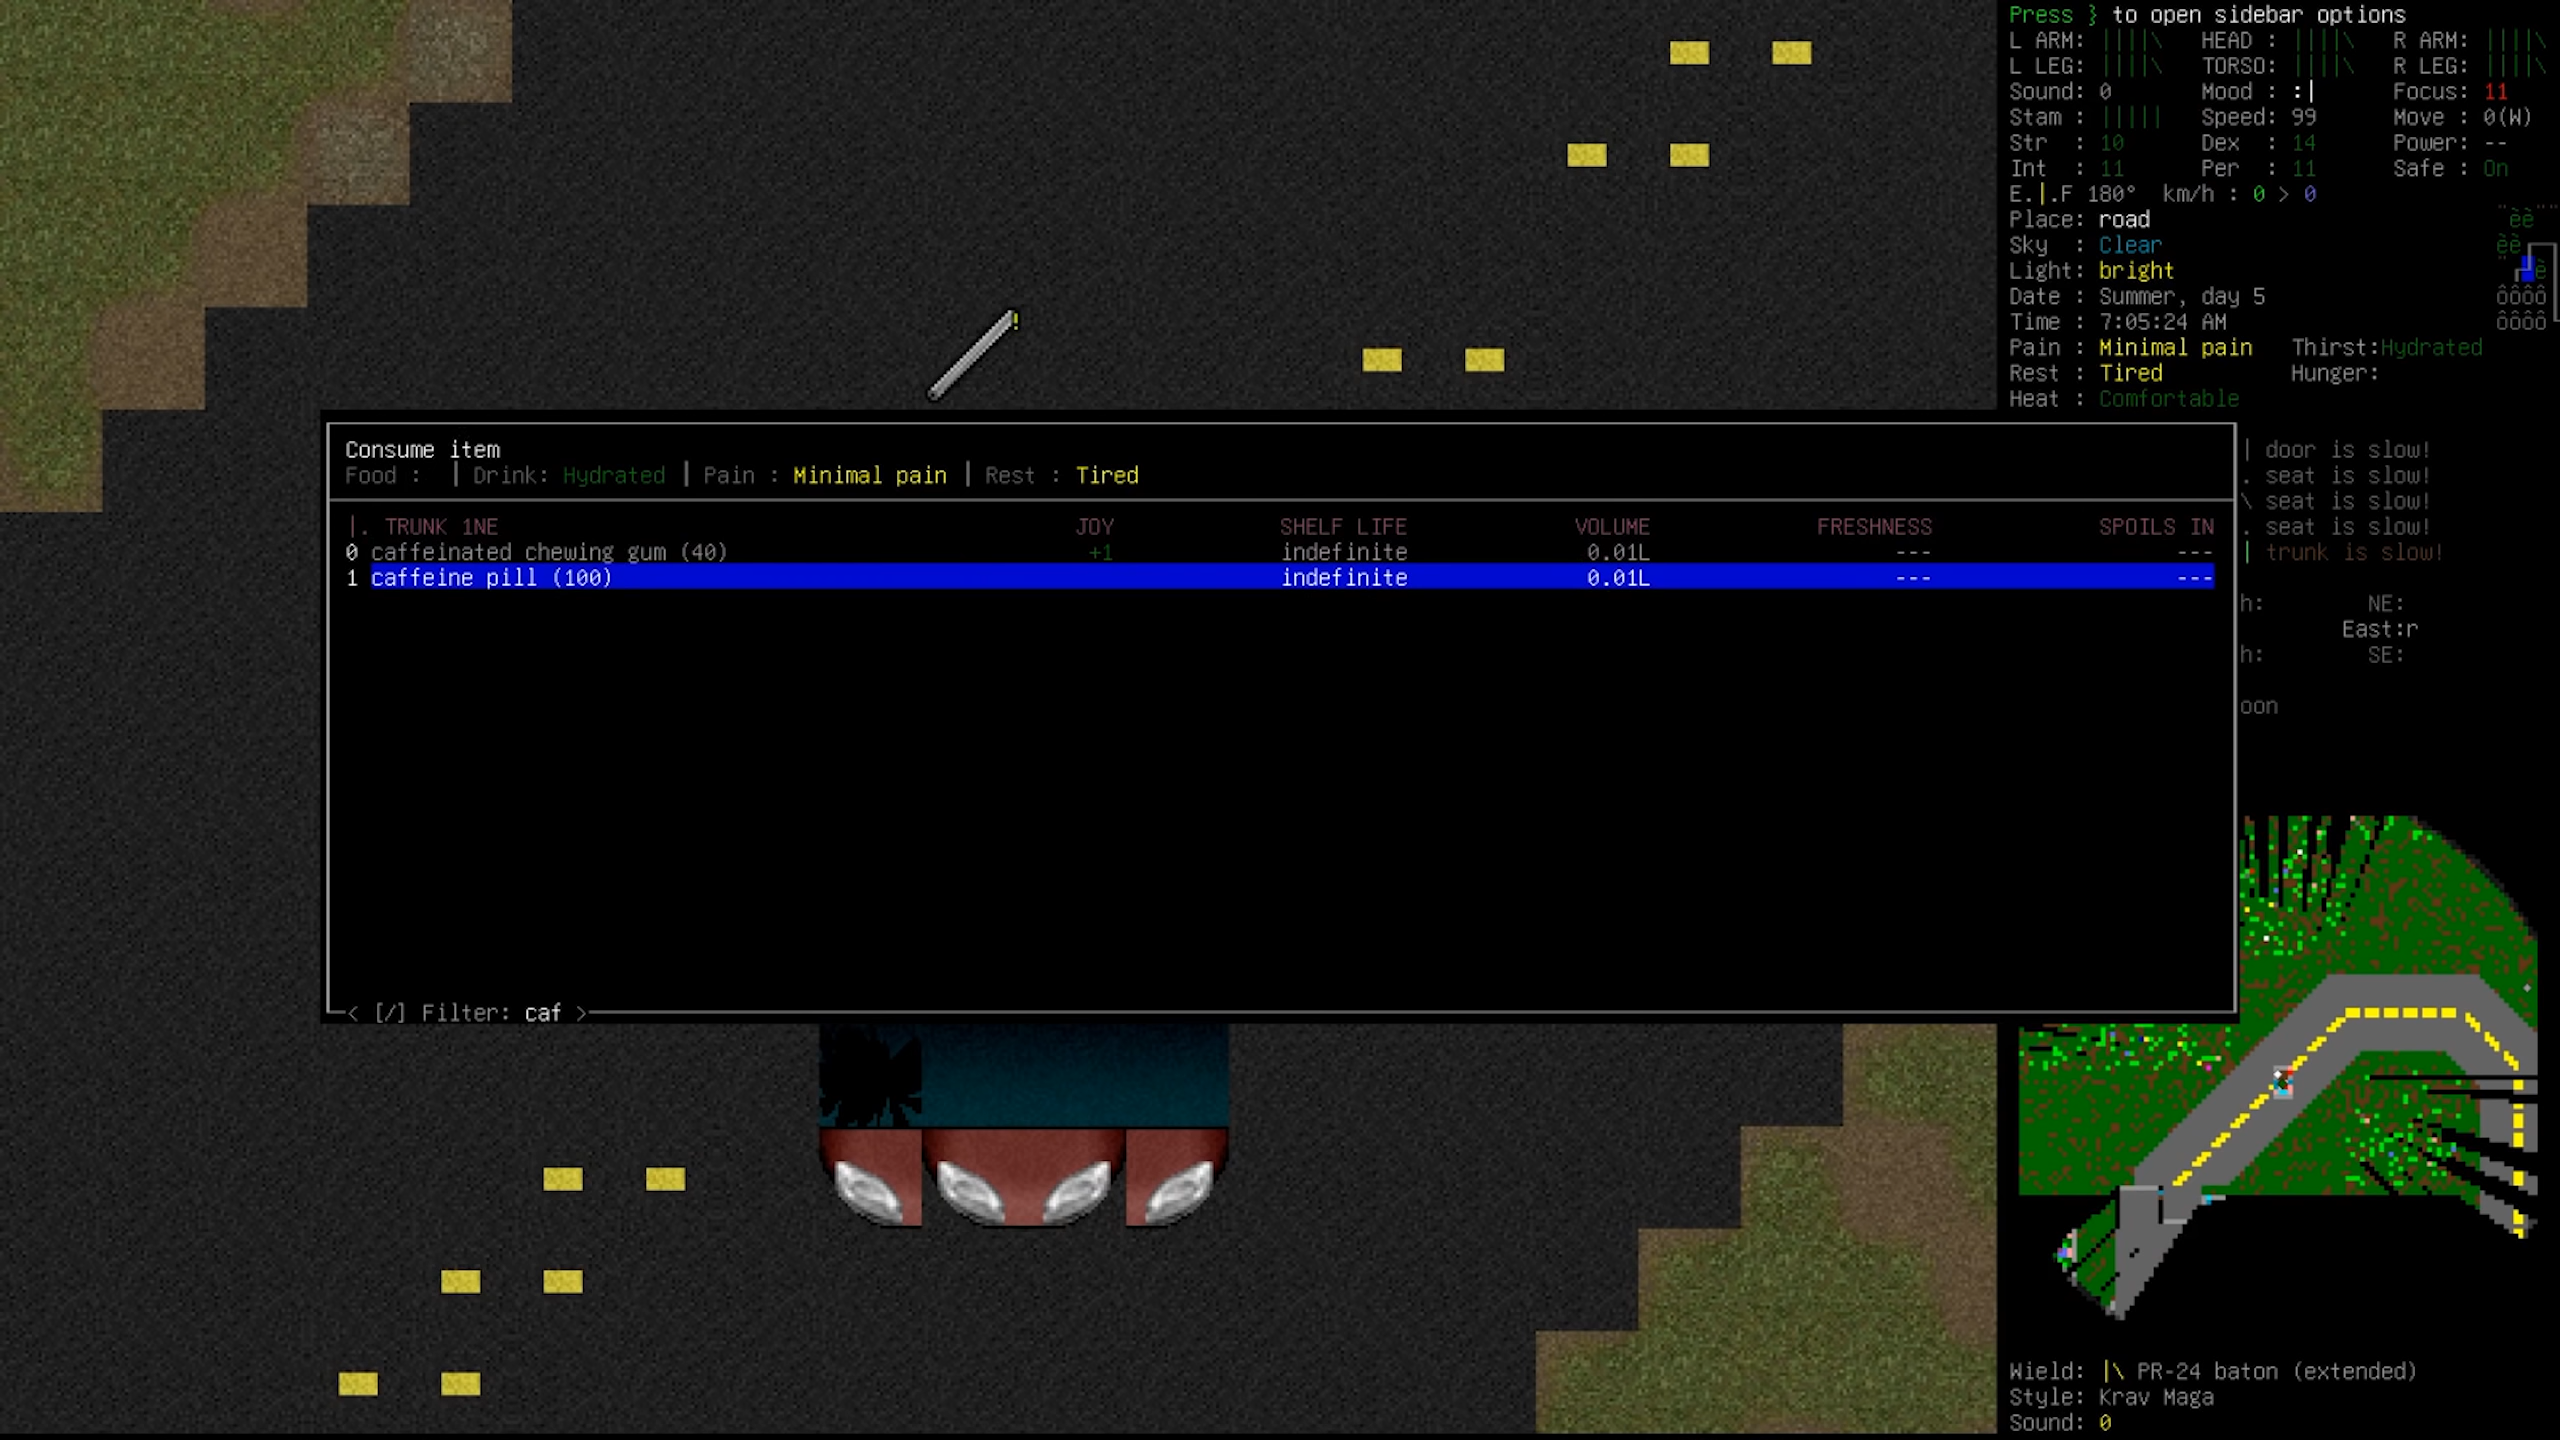 Press } to open sidebar options
L ARM: ||||\ HEAD : ||||\ R ARM: ||||\
L LEG: ||||\ TORSO: ||||\ R LEG: ||||\
Sound: 0 Mood : :| Focus: 11
Stam : ||||| Speed: 99 Move : 0(W)
Str : 10 Dex : 14 Power: --
Int : 11 Per : 11 Safe : On
E.|.F 180° km/h : 0 > 0
Place: road
Sky : Clear
Light: bright
Date : Summer, day 5
Time : 7:05:24 AM
Pain : Minimal pain Thirst:Hydrated
Rest : Tired Hunger:
Heat : Comfortable
Consume item
Food : | Drink: Hydrated | Pain : Minimal pain | Rest : Tired
|. TRUNK 1NE JOY SHELF LIFE VOLUME FRESHNESS SPOILS IN
0 caffeinated chewing gum (40) +1 indefinite 0.01L --- ---
1 caffeine pill (100) indefinite 0.01L --- ---
< [/] Filter: caf >
| door is slow!
. seat is slow!
\ seat is slow!
. seat is slow!
| trunk is slow!
h: NE:
East:r
h: SE:
oon
Wield: |\ PR-24 baton (extended)
Style: Krav Maga
Sound: 0